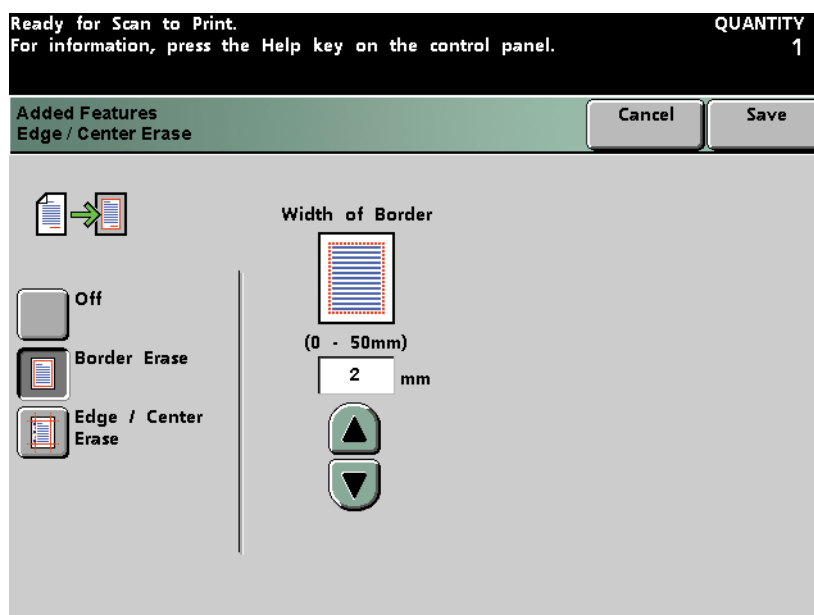 Ready for Scan to Print.
For information, press the Help key on the control panel.
QUANTITY
1
Added Features
Edge / Center Erase
Cancel
Save
Width of Border
Off
Border Erase
Edge / Center
Erase
(0 - 50mm)
2 mm